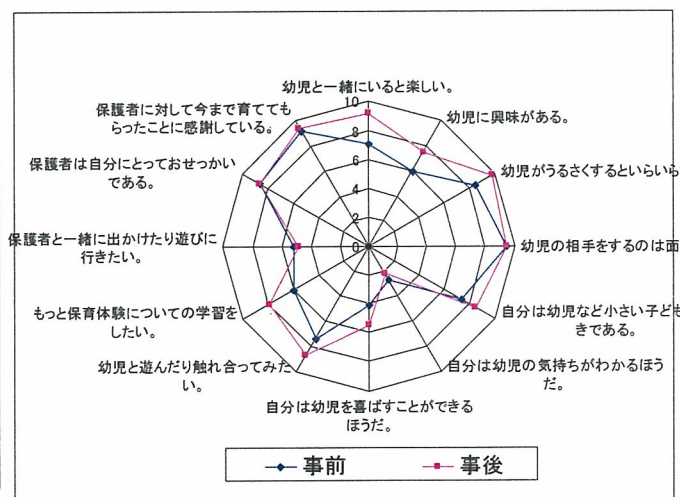 幼児と一緒にいると楽しい。
幼児に興味がある。
幼児がうるさくするといらいら
幼児の相手をするのは面
自分は幼児など小さい子ども
きである。
自分は幼児の気持ちがわかるほう
だ。
自分は幼児を喜ばすことができる
ほうだ。
幼児と遊んだり触れ合ってみた
い。
もっと保育体験についての学習を
したい。
保護者と一緒に出かけたり遊びに
行きたい。
保護者は自分にとっておせっかい
である。
保護者に対して今まで育てても
らったことに感謝している。
10
8
6
4
2
0
事前
事後